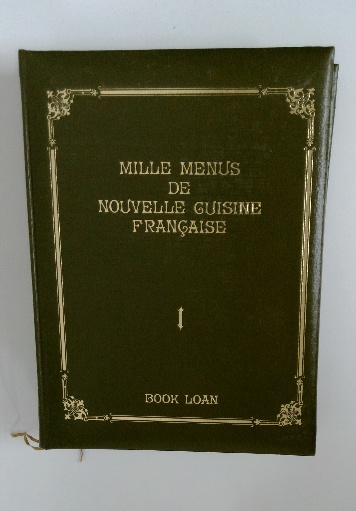 MILLE MENUS
DE
NOUVELLE CUISINE
FRANÇAISE
I
BOOK LOAN